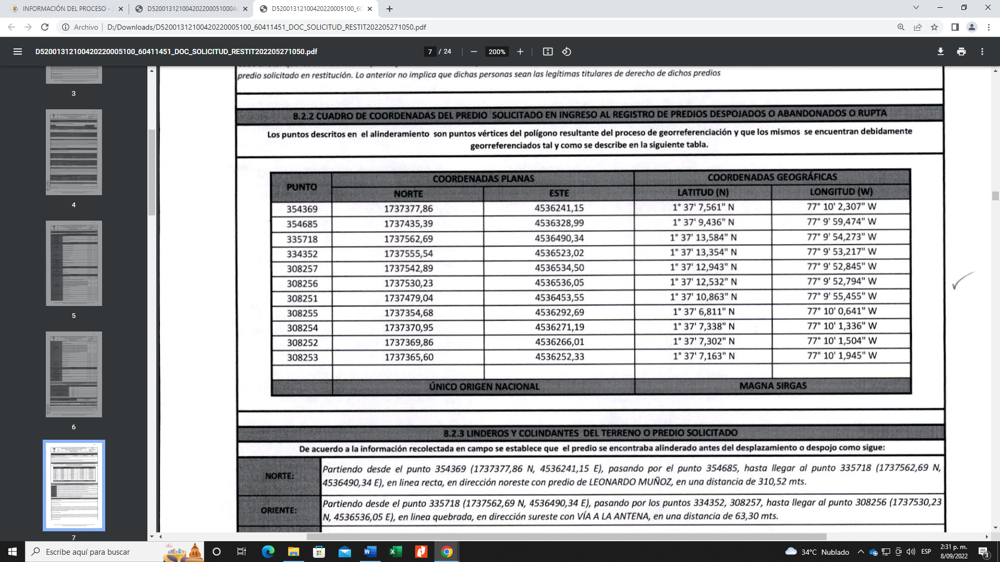 INFORMACIÓN DEL PROCESO -
D520013121004202200051000A
D52001312100420220005100_60
Archivo
D:/Downloads/D52001312100420220005100_60411451_DOC_SOLICITUD_RESTIT202205271050.pdf
D52001312100420220005100_60411451_DOC_SOLICITUD_RESTIT202205271050.pdf
7 / 24
200%
3
4
5
6
7
predio solicitado en restitución. Lo anterior no implica que dichas personas sean las legítimas titulares de derecho de dichos predios
8.2.2 CUADRO DE COORDENADAS DEL PREDIO SOLICITADO EN INGRESO AL REGISTRO DE PREDIOS DESPOJADOS O ABANDONADOS O RUPTA
Los puntos descritos en el alinderamiento son puntos vértices del polígono resultante del proceso de georreferenciación y que los mismos se encuentran debidamente
georreferenciados tal y como se describe en la siguiente tabla.
PUNTO COORDENADAS PLANAS COORDENADAS GEOGRÁFICAS
NORTE ESTE LATITUD (N) LONGITUD (W)
354369 1737377,86 4536241,15 1° 37' 7,561" N 77° 10' 2,307" W
354685 1737435,39 4536328,99 1° 37' 9,436" N 77° 9' 59,474" W
335718 1737562,69 4536490,34 1° 37' 13,584" N 77° 9' 54,273" W
334352 1737555,54 4536523,02 1° 37' 13,354" N 77° 9' 53,217" W
308257 1737542,89 4536534,50 1° 37' 12,943" N 77° 9' 52,845" W
308256 1737530,23 4536536,05 1° 37' 12,532" N 77° 9' 52,794" W
308251 1737479,04 4536453,55 1° 37' 10,863" N 77° 9' 55,455" W
308255 1737354,68 4536292,69 1° 37' 6,811" N 77° 10' 0,641" W
308254 1737370,95 4536271,19 1° 37' 7,338" N 77° 10' 1,336" W
308252 1737369,86 4536266,01 1° 37' 7,302" N 77° 10' 1,504" W
308253 1737365,60 4536252,33 1° 37' 7,163" N 77° 10' 1,945" W
ÚNICO ORIGEN NACIONAL MAGNA SIRGAS
8.2.3 LINDEROS Y COLINDANTES DEL TERRENO O PREDIO SOLICITADO
De acuerdo a la información recolectada en campo se establece que el predio se encontraba alinderado antes del desplazamiento o despojo como sigue:
NORTE:
Partiendo desde el punto 354369 (1737377,86 N, 4536241,15 E), pasando por el punto 354685, hasta llegar al punto 335718 (1737562,69 N,
4536490,34 E), en linea recta, en dirección noreste con predio de LEONARDO MUÑOZ, en una distancia de 310,52 mts.
ORIENTE:
Partiendo desde el punto 335718 (1737562,69 N, 4536490,34 E), pasando por los puntos 334352, 308257, hasta llegar al punto 308256 (1737530,23
N, 4536536,05 E), en linea quebrada, en dirección sureste con VÍA A LA ANTENA, en una distancia de 63,30 mts.
Escribe aquí para buscar
34°C Nublado
ESP
2:31 p. m.
8/09/2022
3